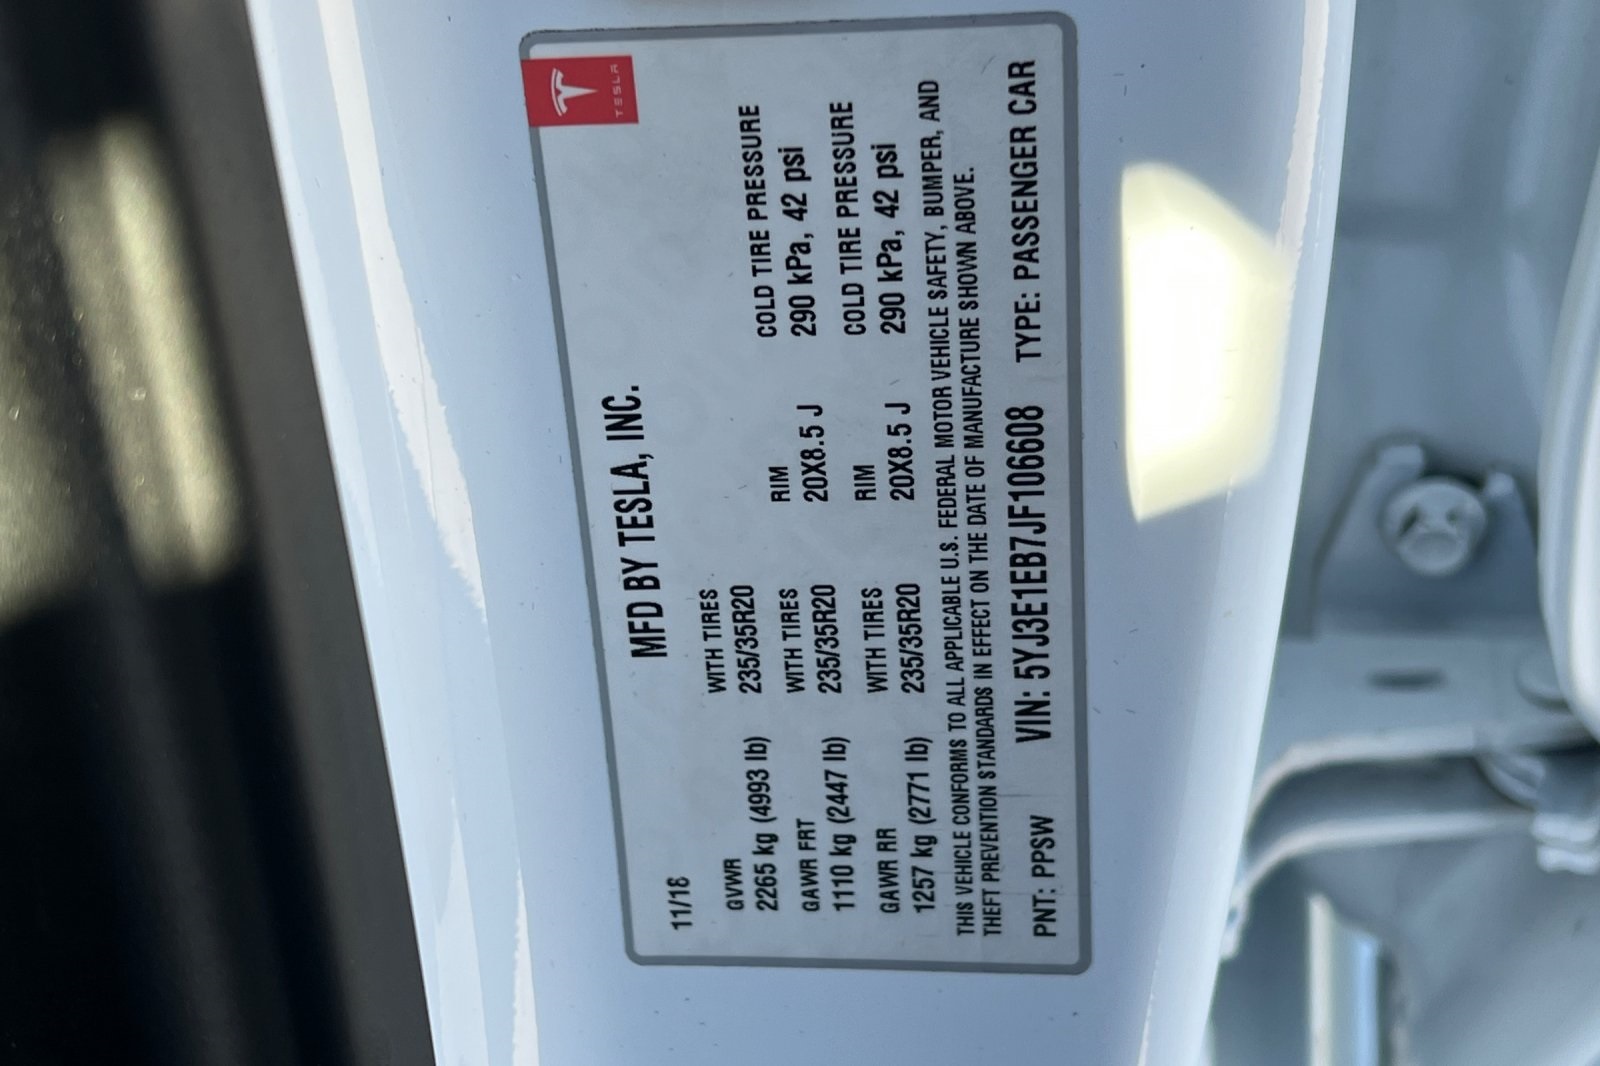 TESLA
MFD BY TESLA, INC.
11/18
GVWR WITH TIRES
2265 kg (4993 lb) 235/35R20
GAWR FRT WITH TIRES RIM COLD TIRE PRESSURE
1110 kg (2447 lb) 235/35R20 20X8.5 J 290 kPa, 42 psi
GAWR RR WITH TIRES RIM COLD TIRE PRESSURE
1257 kg (2771 lb) 235/35R20 20X8.5 J 290 kPa, 42 psi
THIS VEHICLE CONFORMS TO ALL APPLICABLE U.S. FEDERAL MOTOR VEHICLE SAFETY, BUMPER, AND
THEFT PREVENTION STANDARDS IN EFFECT ON THE DATE OF MANUFACTURE SHOWN ABOVE.
PNT: PPSW VIN: 5YJ3E1EB7JF106608 TYPE: PASSENGER CAR